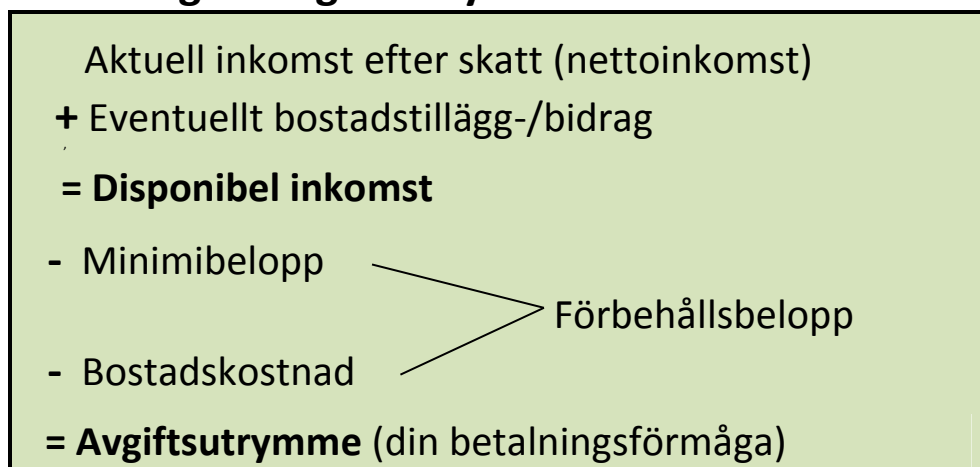 Aktuell inkomst efter skatt (nettoinkomst)
+ Eventuellt bostadstillägg-/bidrag
= Disponibel inkomst
- Minimibelopp
Förbehållsbelopp
- Bostadskostnad
= Avgiftsutrymme (din betalningsförmåga)